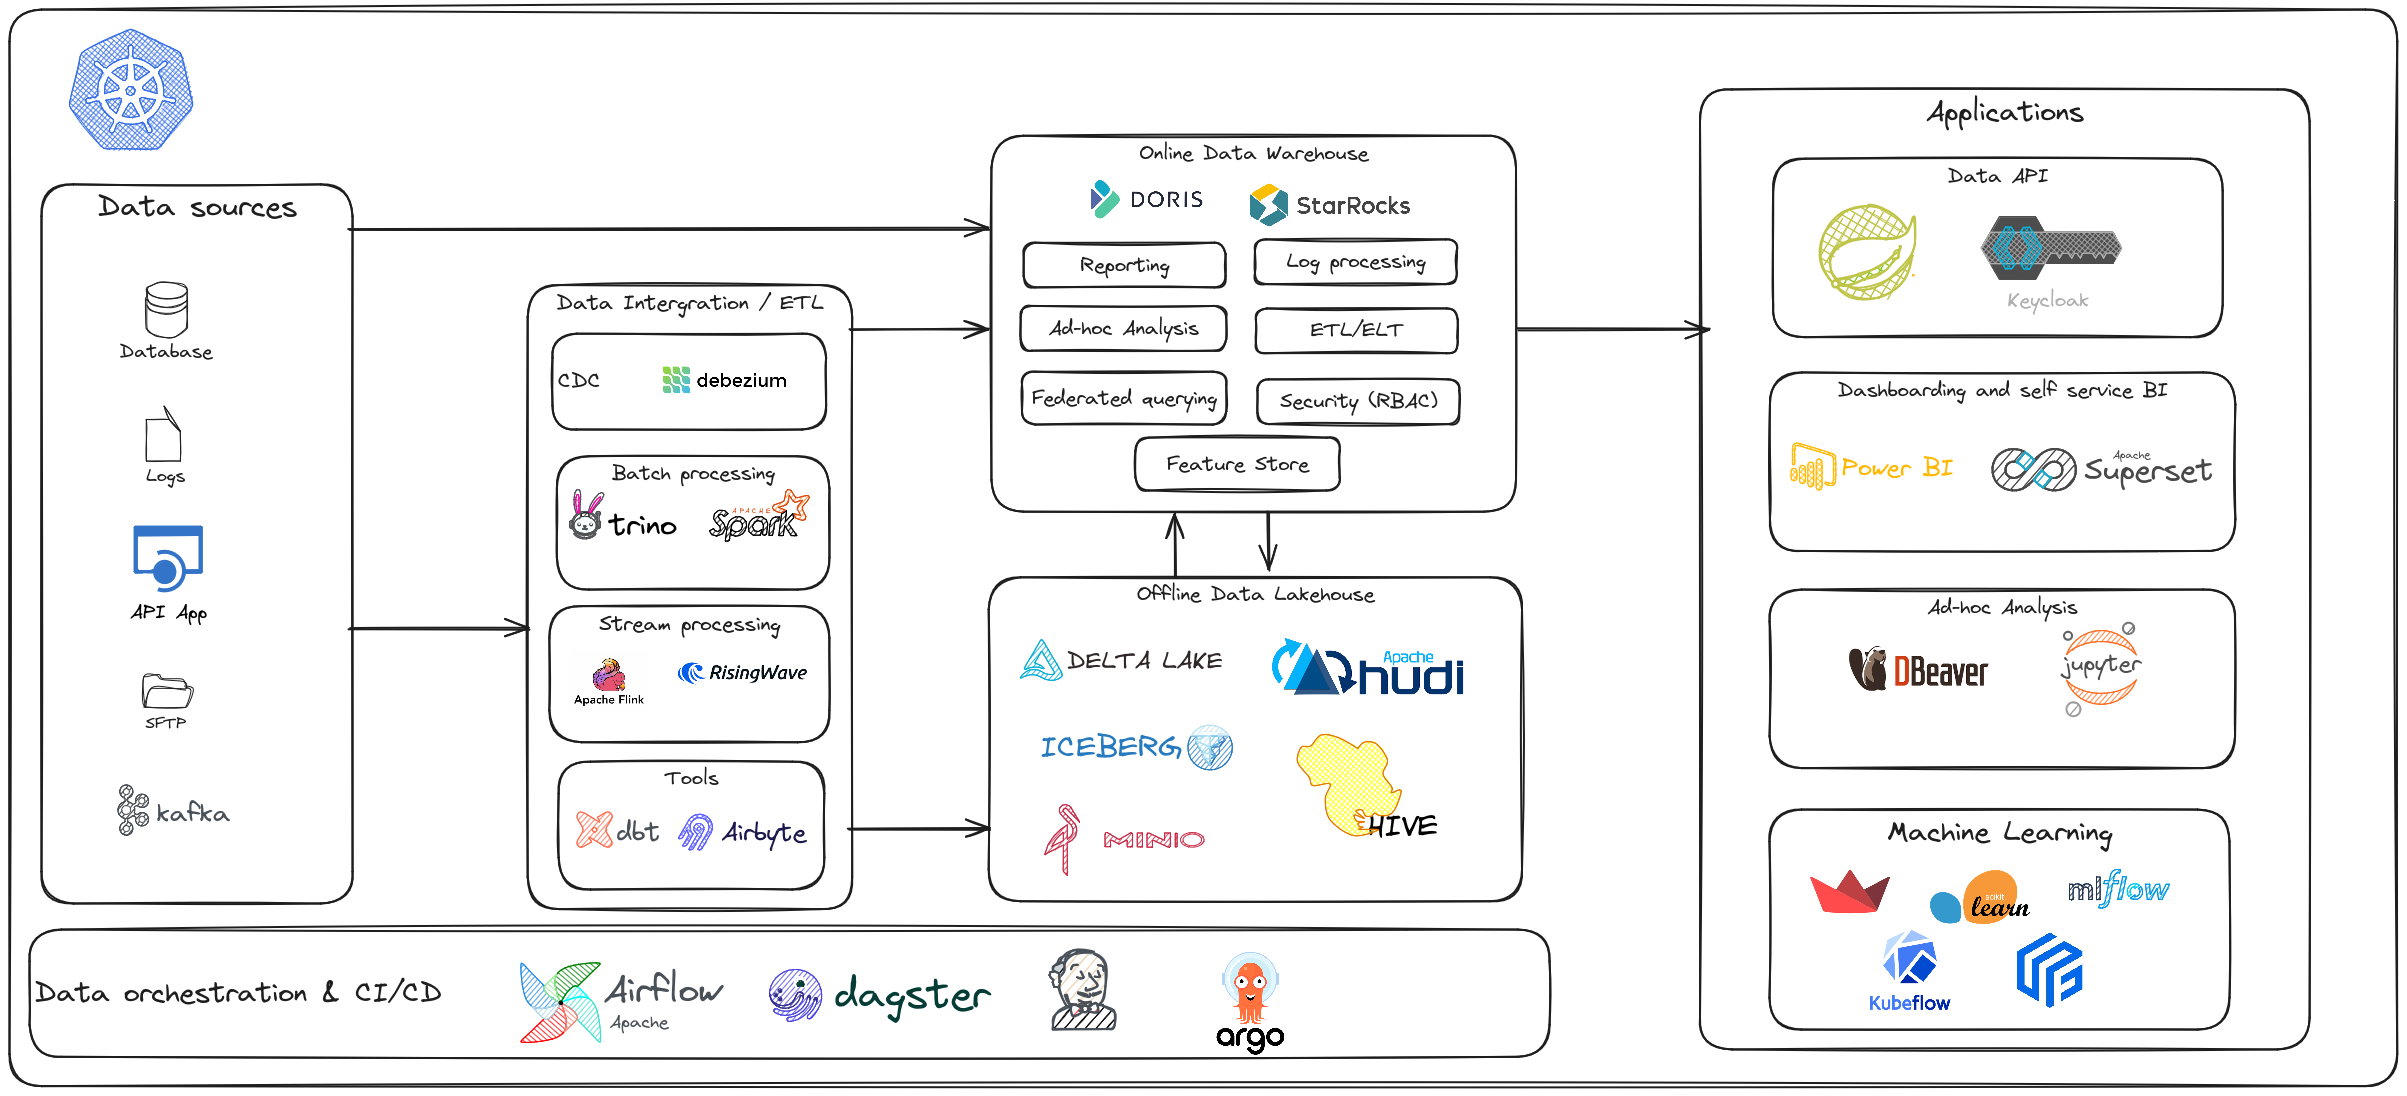 Data sources
Database
Logs
API App
SFTP
kafka
Data Intergration / ETL
CDC
debezium
Batch processing
trino
APACHE
Spark
Stream processing
Apache Flink
RisingWave
Tools
dbt
Airbyte
Online Data Warehouse
DORIS
StarRocks
Reporting
Log processing
Ad-hoc Analysis
ETL/ELT
Federated querying
Security (RBAC)
Feature Store
Offline Data Lakehouse
DELTA LAKE
Apache
hudi
ICEBERG
HIVE
MINIO
Applications
Data API
Keycloak
Dashboarding and self service BI
Power BI
Apache
Superset
Ad-hoc Analysis
DBeaver
jupyter
Machine Learning
scikit
learn
mlflow
Kubeflow
Data orchestration & CI/CD
Airflow
Apache
dagster
argo